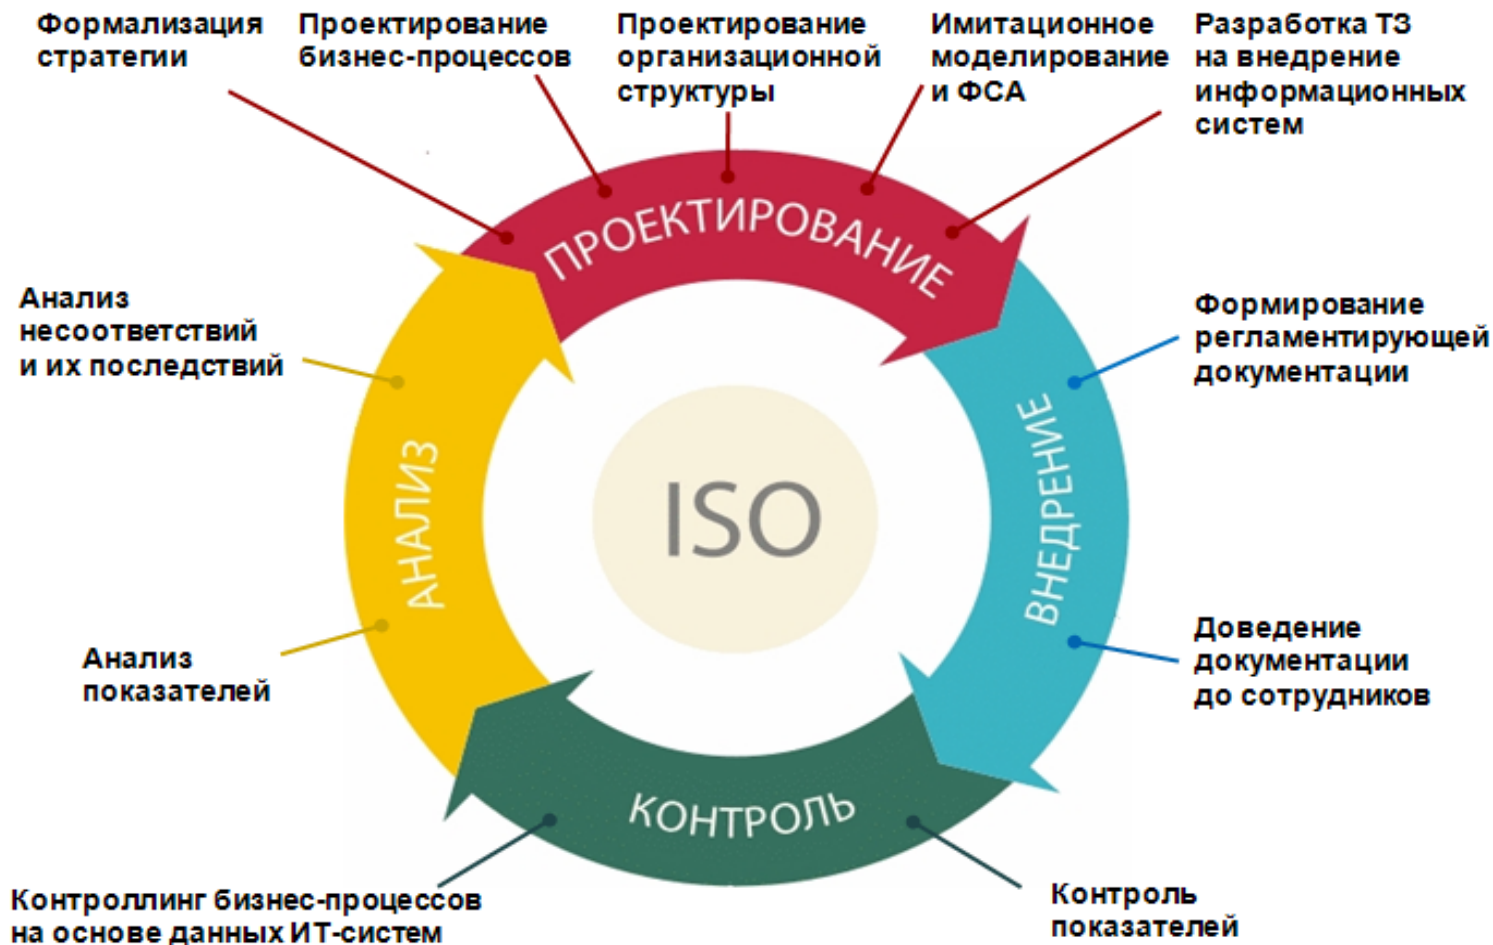 Формализация
стратегии
Проектирование
бизнес-процессов
Проектирование
организационной
структуры
Имитационное
моделирование
и ФСА
Разработка ТЗ
на внедрение
информационных
систем
ПРОЕКТИРОВАНИЕ
Анализ
несоответствий
и их последствий
Формирование
регламентирующей
документации
АНАЛИЗ
ISO
ВНЕДРЕНИЕ
Анализ
показателей
Доведение
документации
до сотрудников
КОНТРОЛЬ
Контроллинг бизнес-процессов
на основе данных ИТ-систем
Контроль
показателей